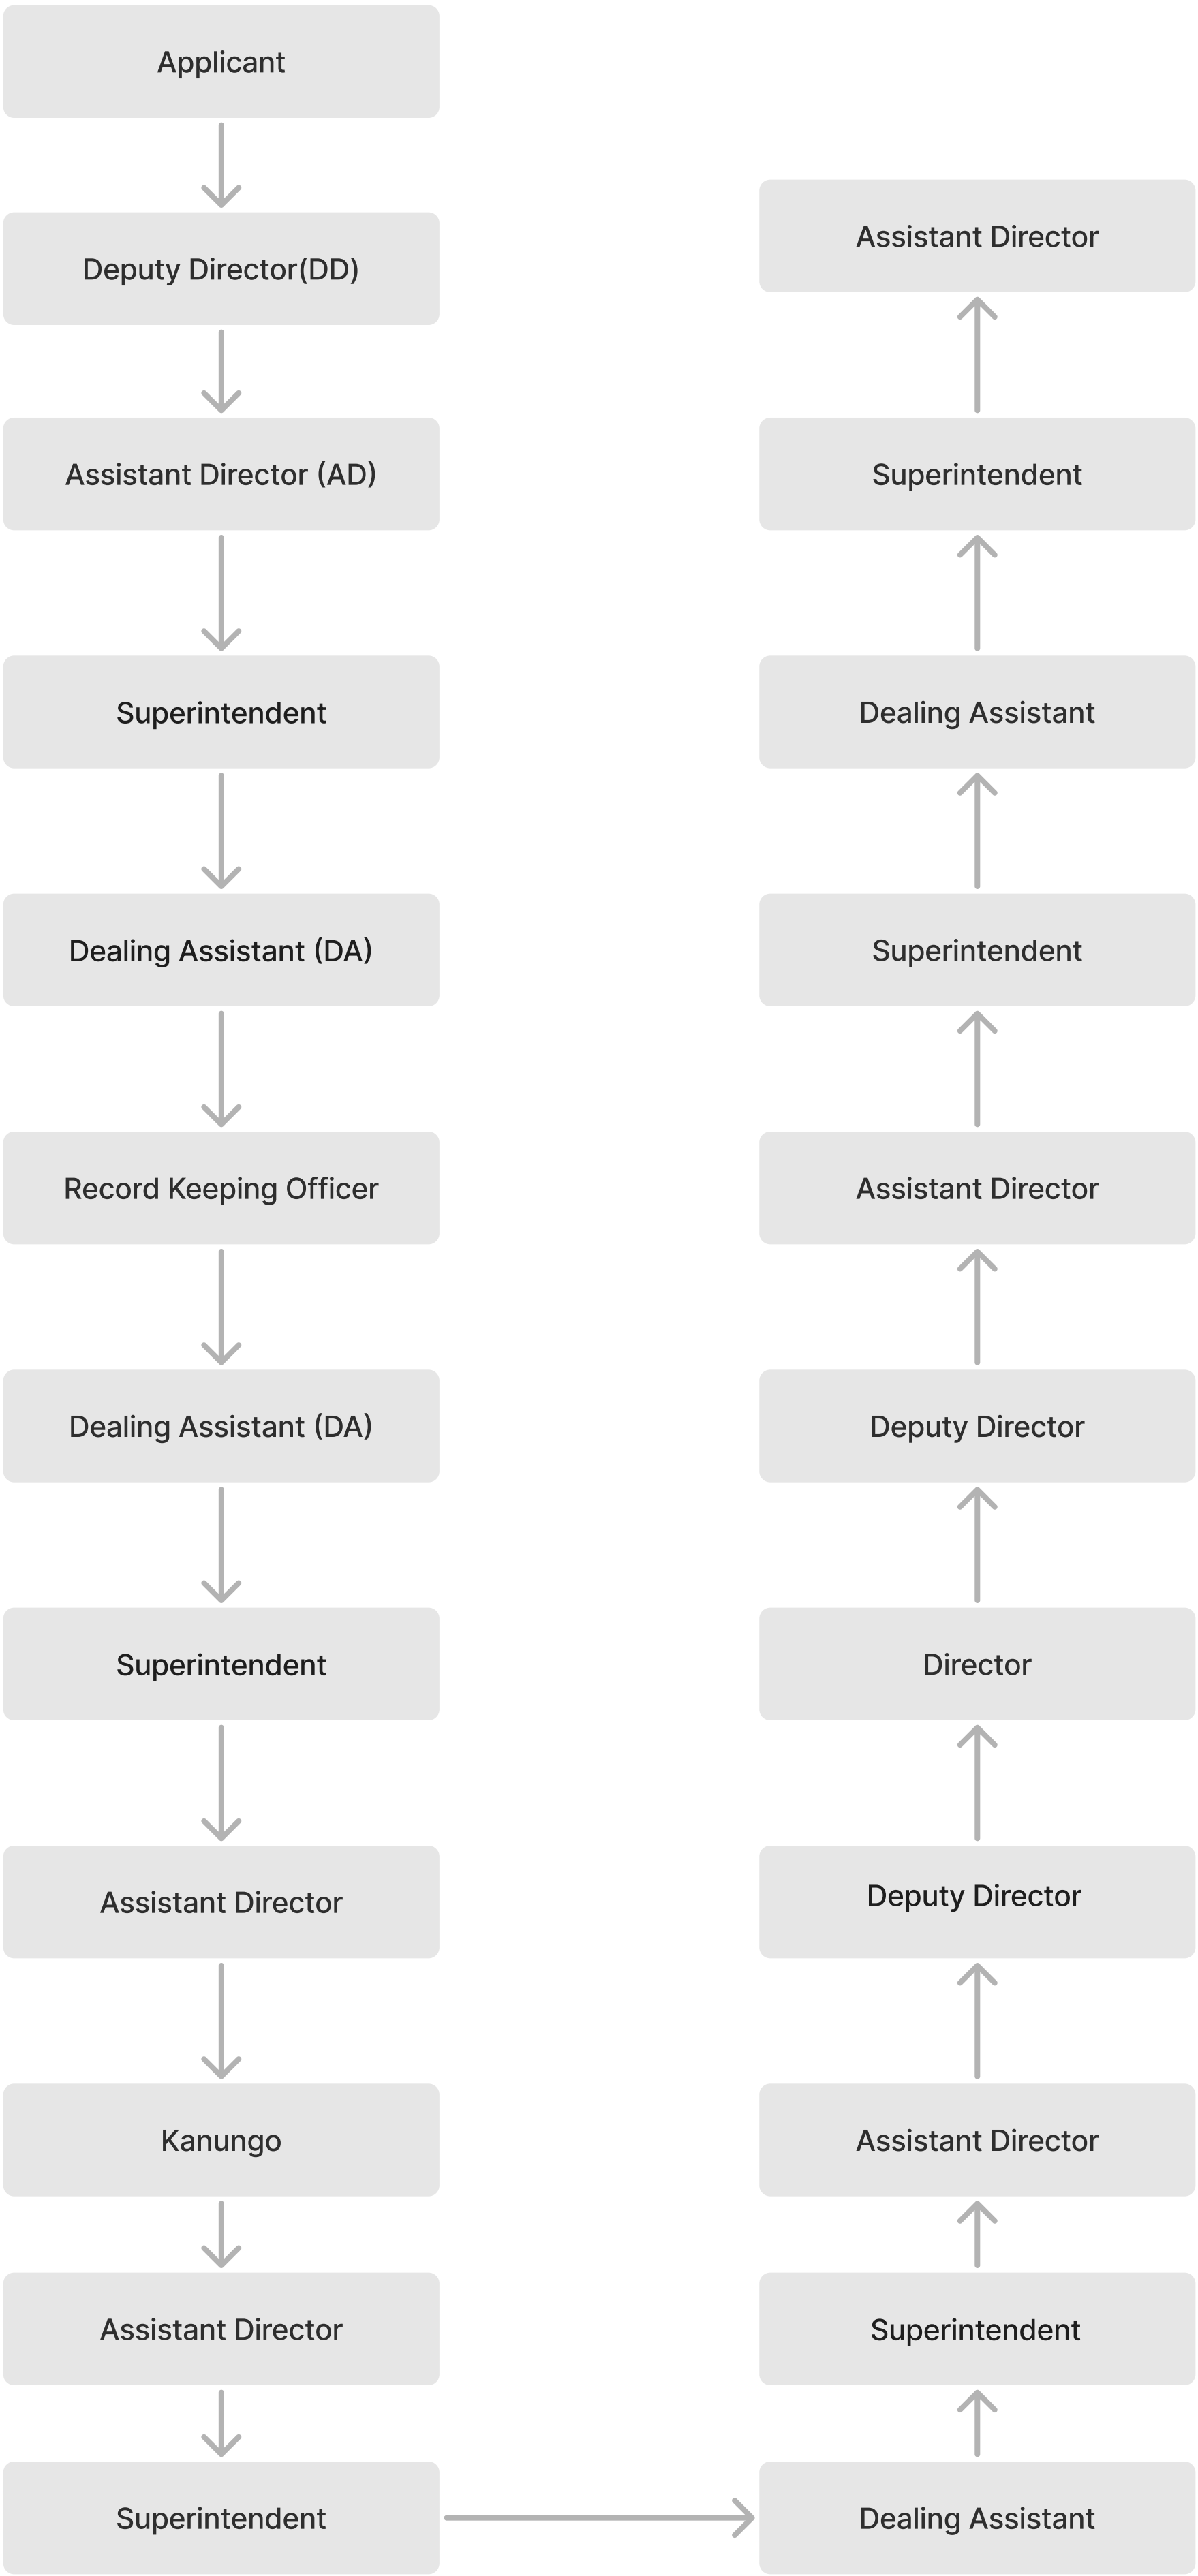 Applicant
Deputy Director(DD)
Assistant Director (AD)
Superintendent
Dealing Assistant (DA)
Record Keeping Officer
Dealing Assistant (DA)
Superintendent
Assistant Director
Kanungo
Assistant Director
Superintendent
Dealing Assistant
Superintendent
Assistant Director
Deputy Director
Director
Deputy Director
Assistant Director
Superintendent
Dealing Assistant
Superintendent
Assistant Director